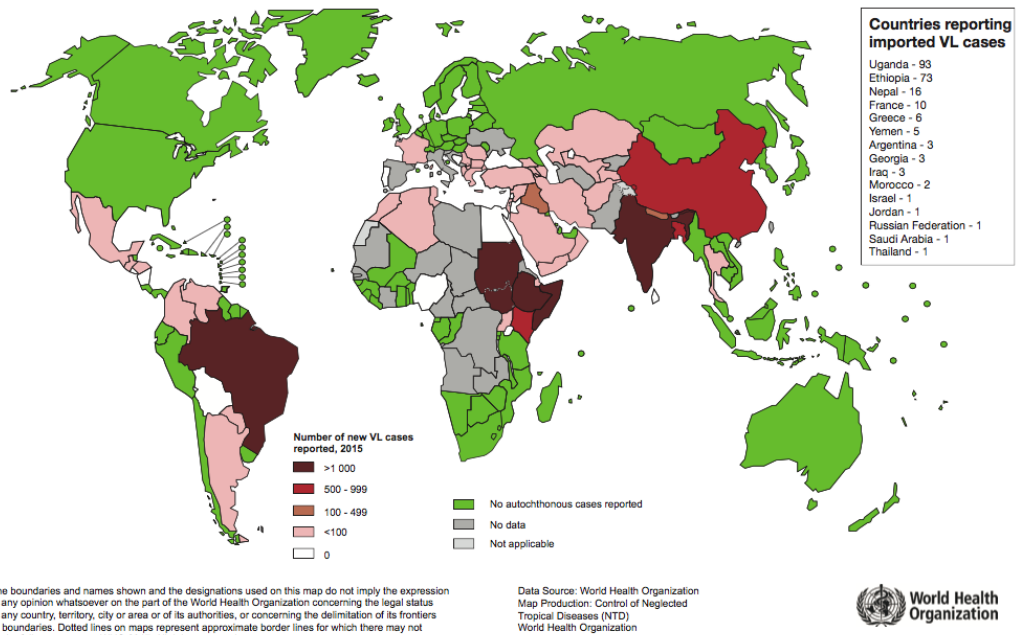 Countries reporting
imported VL cases
Uganda - 93
Ethiopia - 73
Nepal - 16
France - 10
Greece - 6
Yemen - 5
Argentina - 3
Georgia - 3
Iraq - 3
Morocco - 2
Israel - 1
Jordan - 1
Russian Federation - 1
Saudi Arabia - 1
Thailand - 1
Number of new VL cases
reported, 2015
>1 000
500 - 999
100 - 499
<100
0
No autochthonous cases reported
No data
Not applicable
he boundaries and names shown and the designations used on this map do not imply the expression
any opinion whatsoever on the part of the World Health Organization concerning the legal status
any country, territory, city or area or of its authorities, or concerning the delimitation of its frontiers
boundaries. Dotted lines on maps represent approximate border lines for which there may not
Data Source: World Health Organization
Map Production: Control of Neglected
Tropical Diseases (NTD)
World Health Organization
World Health
Organization